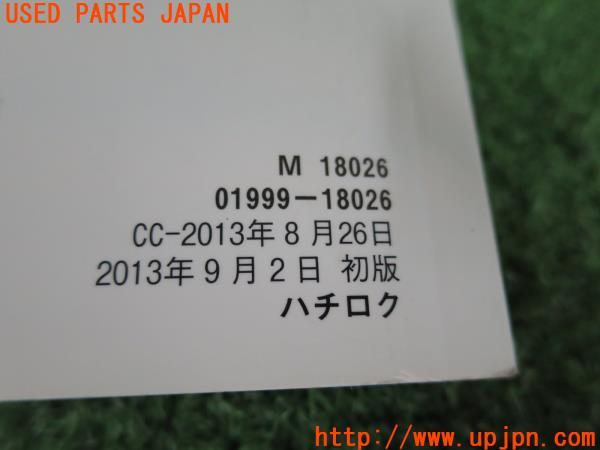 USED PARTS JAPAN
M 18026
01999-18026
CC-2013年8月26日
2013年9月2日 初版
ハチロク
http://www.upjpn.com